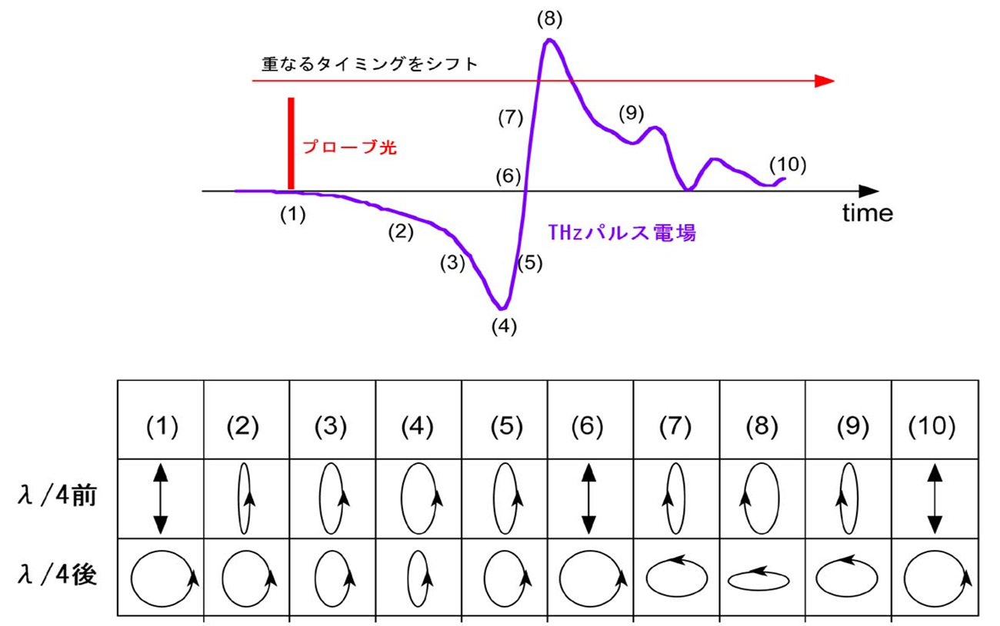 (8)
重なるタイミングをシフト
(7)
(9)
プローブ光
(6)
(10)
(1)
time
(2)
THzパルス電場
(3)
(5)
(4)
(1) (2) (3) (4) (5) (6) (7) (8) (9) (10)
λ/4前
λ/4後